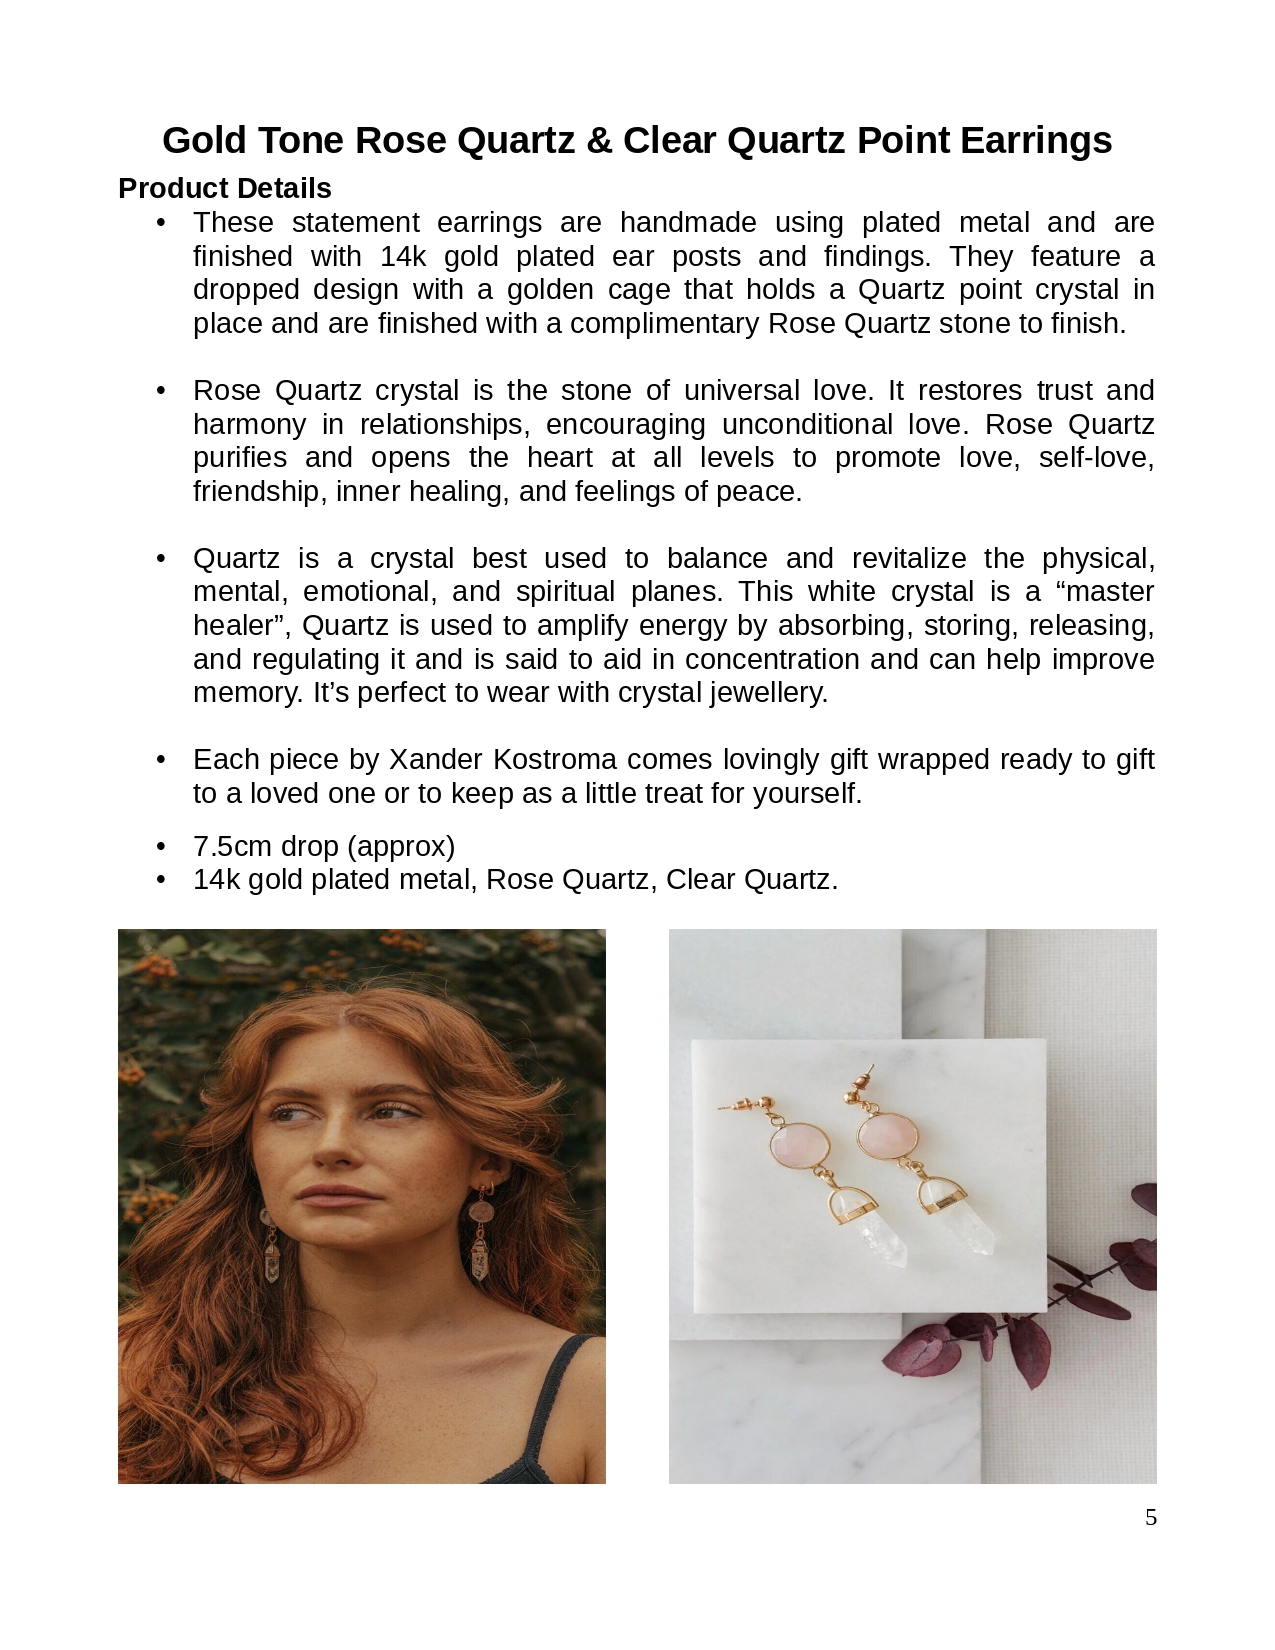 Gold Tone Rose Quartz & Clear Quartz Point Earrings
Product Details
• These statement earrings are handmade using plated metal and are
finished with 14k gold plated ear posts and findings. They feature a
dropped design with a golden cage that holds a Quartz point crystal in
place and are finished with a complimentary Rose Quartz stone to finish.
• Rose Quartz crystal is the stone of universal love. It restores trust and
harmony in relationships, encouraging unconditional love. Rose Quartz
purifies and opens the heart at all levels to promote love, self-love,
friendship, inner healing, and feelings of peace.
• Quartz is a crystal best used to balance and revitalize the physical,
mental, emotional, and spiritual planes. This white crystal is a “master
healer”, Quartz is used to amplify energy by absorbing, storing, releasing,
and regulating it and is said to aid in concentration and can help improve
memory. It’s perfect to wear with crystal jewellery.
• Each piece by Xander Kostroma comes lovingly gift wrapped ready to gift
to a loved one or to keep as a little treat for yourself.
• 7.5cm drop (approx)
• 14k gold plated metal, Rose Quartz, Clear Quartz.
5